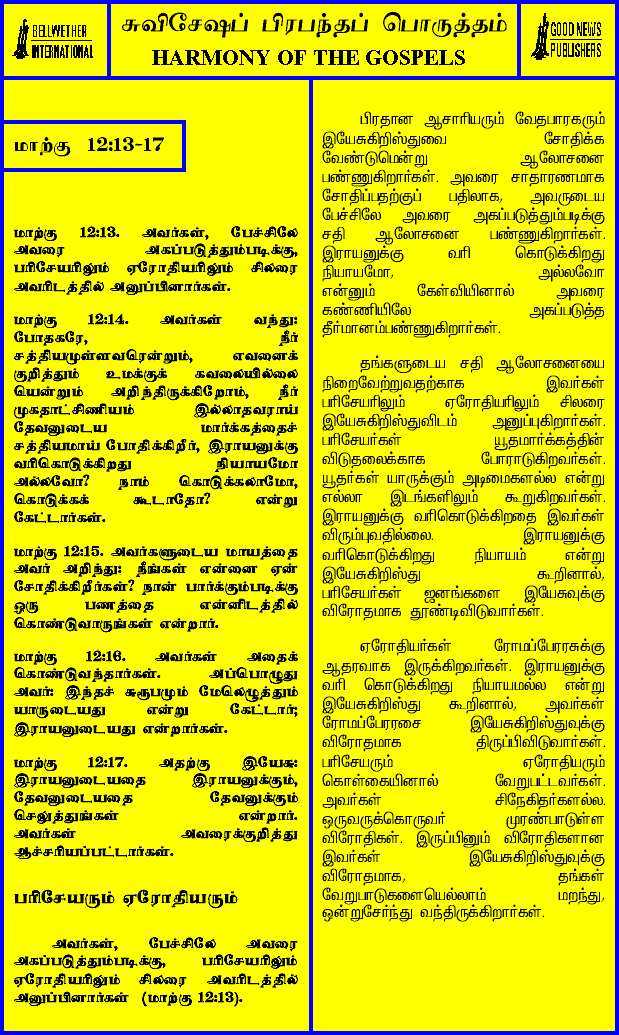 BELLWETHER
INTERNATIONAL
சுவிசேஷப் பிரபந்தப் பொருத்தம்
HARMONY OF THE GOSPELS
GOOD NEWS
PUBLISHERS
மாற்கு 12:13-17
மாற்கு 12:13. அவர்கள், பேச்சிலே
அவரை அகப்படுத்தும்படிக்கு,
பரிசேயரிலும் ஏரோதியரிலும் சிலரை
அவரிடத்தில் அனுப்பினார்கள்.
மாற்கு 12:14. அவர்கள் வந்து:
போதகரே, நீர்
சத்தியமுள்ளவரென்றும், எவனைக்
குறித்தும் உமக்குக் கவலையில்லை
யென்றும் அறிந்திருக்கிறோம், நீர்
முகதாட்சிணியம் இல்லாதவராய்
தேவனுடைய மார்க்கத்தைச்
சத்தியமாய் போதிக்கிறீர், இராயனுக்கு
வரிகொடுக்கிறது நியாயமோ
அல்லவோ? நாம் கொடுக்கலாமோ,
கொடுக்கக் கூடாதோ? என்று
கேட்டார்கள்.
மாற்கு 12:15. அவர்களுடைய மாயத்தை
அவர் அறிந்து: நீங்கள் என்னை ஏன்
சோதிக்கிறீர்கள்? நான் பார்க்கும்படிக்கு
ஒரு பணத்தை என்னிடத்தில்
கொண்டுவாருங்கள் என்றார்.
மாற்கு 12:16. அவர்கள் அதைக்
கொண்டுவந்தார்கள். அப்பொழுது
அவர்: இந்தச் சுரூபமும் மேலெழுத்தும்
யாருடையது என்று கேட்டார்;
இராயனுடையது என்றார்கள்.
மாற்கு 12:17. அதற்கு இயேசு:
இராயனுடையதை இராயனுக்கும்,
தேவனுடையதை தேவனுக்கும்
செலுத்துங்கள் என்றார்.
அவர்கள் அவரைக்குறித்து
ஆச்சரியப்பட்டார்கள்.
பரிசேயரும் ஏரோதியரும்
அவர்கள், பேச்சிலே அவரை
அகப்படுத்தும்படிக்கு, பரிசேயரிலும்
ஏரோதியரிலும் சிலரை அவரிடத்தில்
அனுப்பினார்கள் (மாற்கு 12:13).
பிரதான ஆசாரியரும் வேதபாரகரும்
இயேசுகிறிஸ்துவை சோதிக்க
வேண்டுமென்று ஆலோசனை
பண்ணுகிறார்கள். அவரை சாதாரணமாக
சோதிப்பதற்குப் பதிலாக, அவருடைய
பேச்சிலே அவரை அகப்படுத்தும்படிக்கு
சதி ஆலோசனை பண்ணுகிறார்கள்.
இராயனுக்கு வரி கொடுக்கிறது
நியாயமோ, அல்லவோ
என்னும் கேள்வியினால் அவரை
கண்ணியிலே அகப்படுத்த
தீர்மானம்பண்ணுகிறார்கள்.
தங்களுடைய சதி ஆலோசனையை
நிறைவேற்றுவதற்காக இவர்கள்
பரிசேயரிலும் ஏரோதியரிலும் சிலரை
இயேசுகிறிஸ்துவிடம் அனுப்புகிறார்கள்.
பரிசேயர்கள் யூதமார்க்கத்தின்
விடுதலைக்காக போராடுகிறவர்கள்.
யூதர்கள் யாருக்கும் அடிமைகளல்ல என்று
எல்லா இடங்களிலும் கூறுகிறவர்கள்.
இராயனுக்கு வரிகொடுக்கிறதை இவர்கள்
விரும்புவதில்லை. இராயனுக்கு
வரிகொடுக்கிறது நியாயம் என்று
இயேசுகிறிஸ்து கூறினால்,
பரிசேயர்கள் ஜனங்களை இயேசுவுக்கு
விரோதமாக தூண்டிவிடுவார்கள்.
ஏரோதியர்கள் ரோமப்பேரரசுக்கு
ஆதரவாக இருக்கிறவர்கள். இராயனுக்கு
வரி கொடுக்கிறது நியாயமல்ல என்று
இயேசுகிறிஸ்து கூறினால், அவர்கள்
ரோமப்பேரரசை இயேசுகிறிஸ்துவுக்கு
விரோதமாக திருப்பிவிடுவார்கள்.
பரிசேயரும் ஏரோதியரும்
கொள்கையினால் வேறுபட்டவர்கள்.
அவர்கள் சிநேகிதர்களல்ல.
ஒருவருக்கொருவர் முரண்பாடுள்ள
விரோதிகள். இருப்பினும் விரோதிகளான
இவர்கள் இயேசுகிறிஸ்துவுக்கு
விரோதமாக, தங்கள்
வேறுபாடுகளையெல்லாம் மறந்து,
ஒன்றுசேர்ந்து வந்திருக்கிறார்கள்.